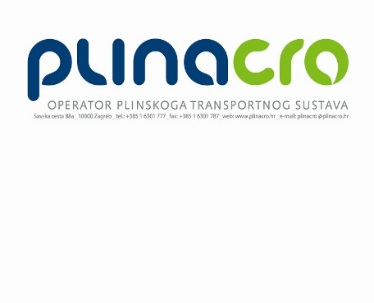 plinacro
OPERATOR PLINSKOGA TRANSPORTNOG SUSTAVA
Savska cesta 88a _ 10000 Zagreb _ tel.: +385 1 6301 777 _ fax: +385 1 6301 787 _ web: www.plinacro.hr _ e-mail: plinacro@plinacro.hr